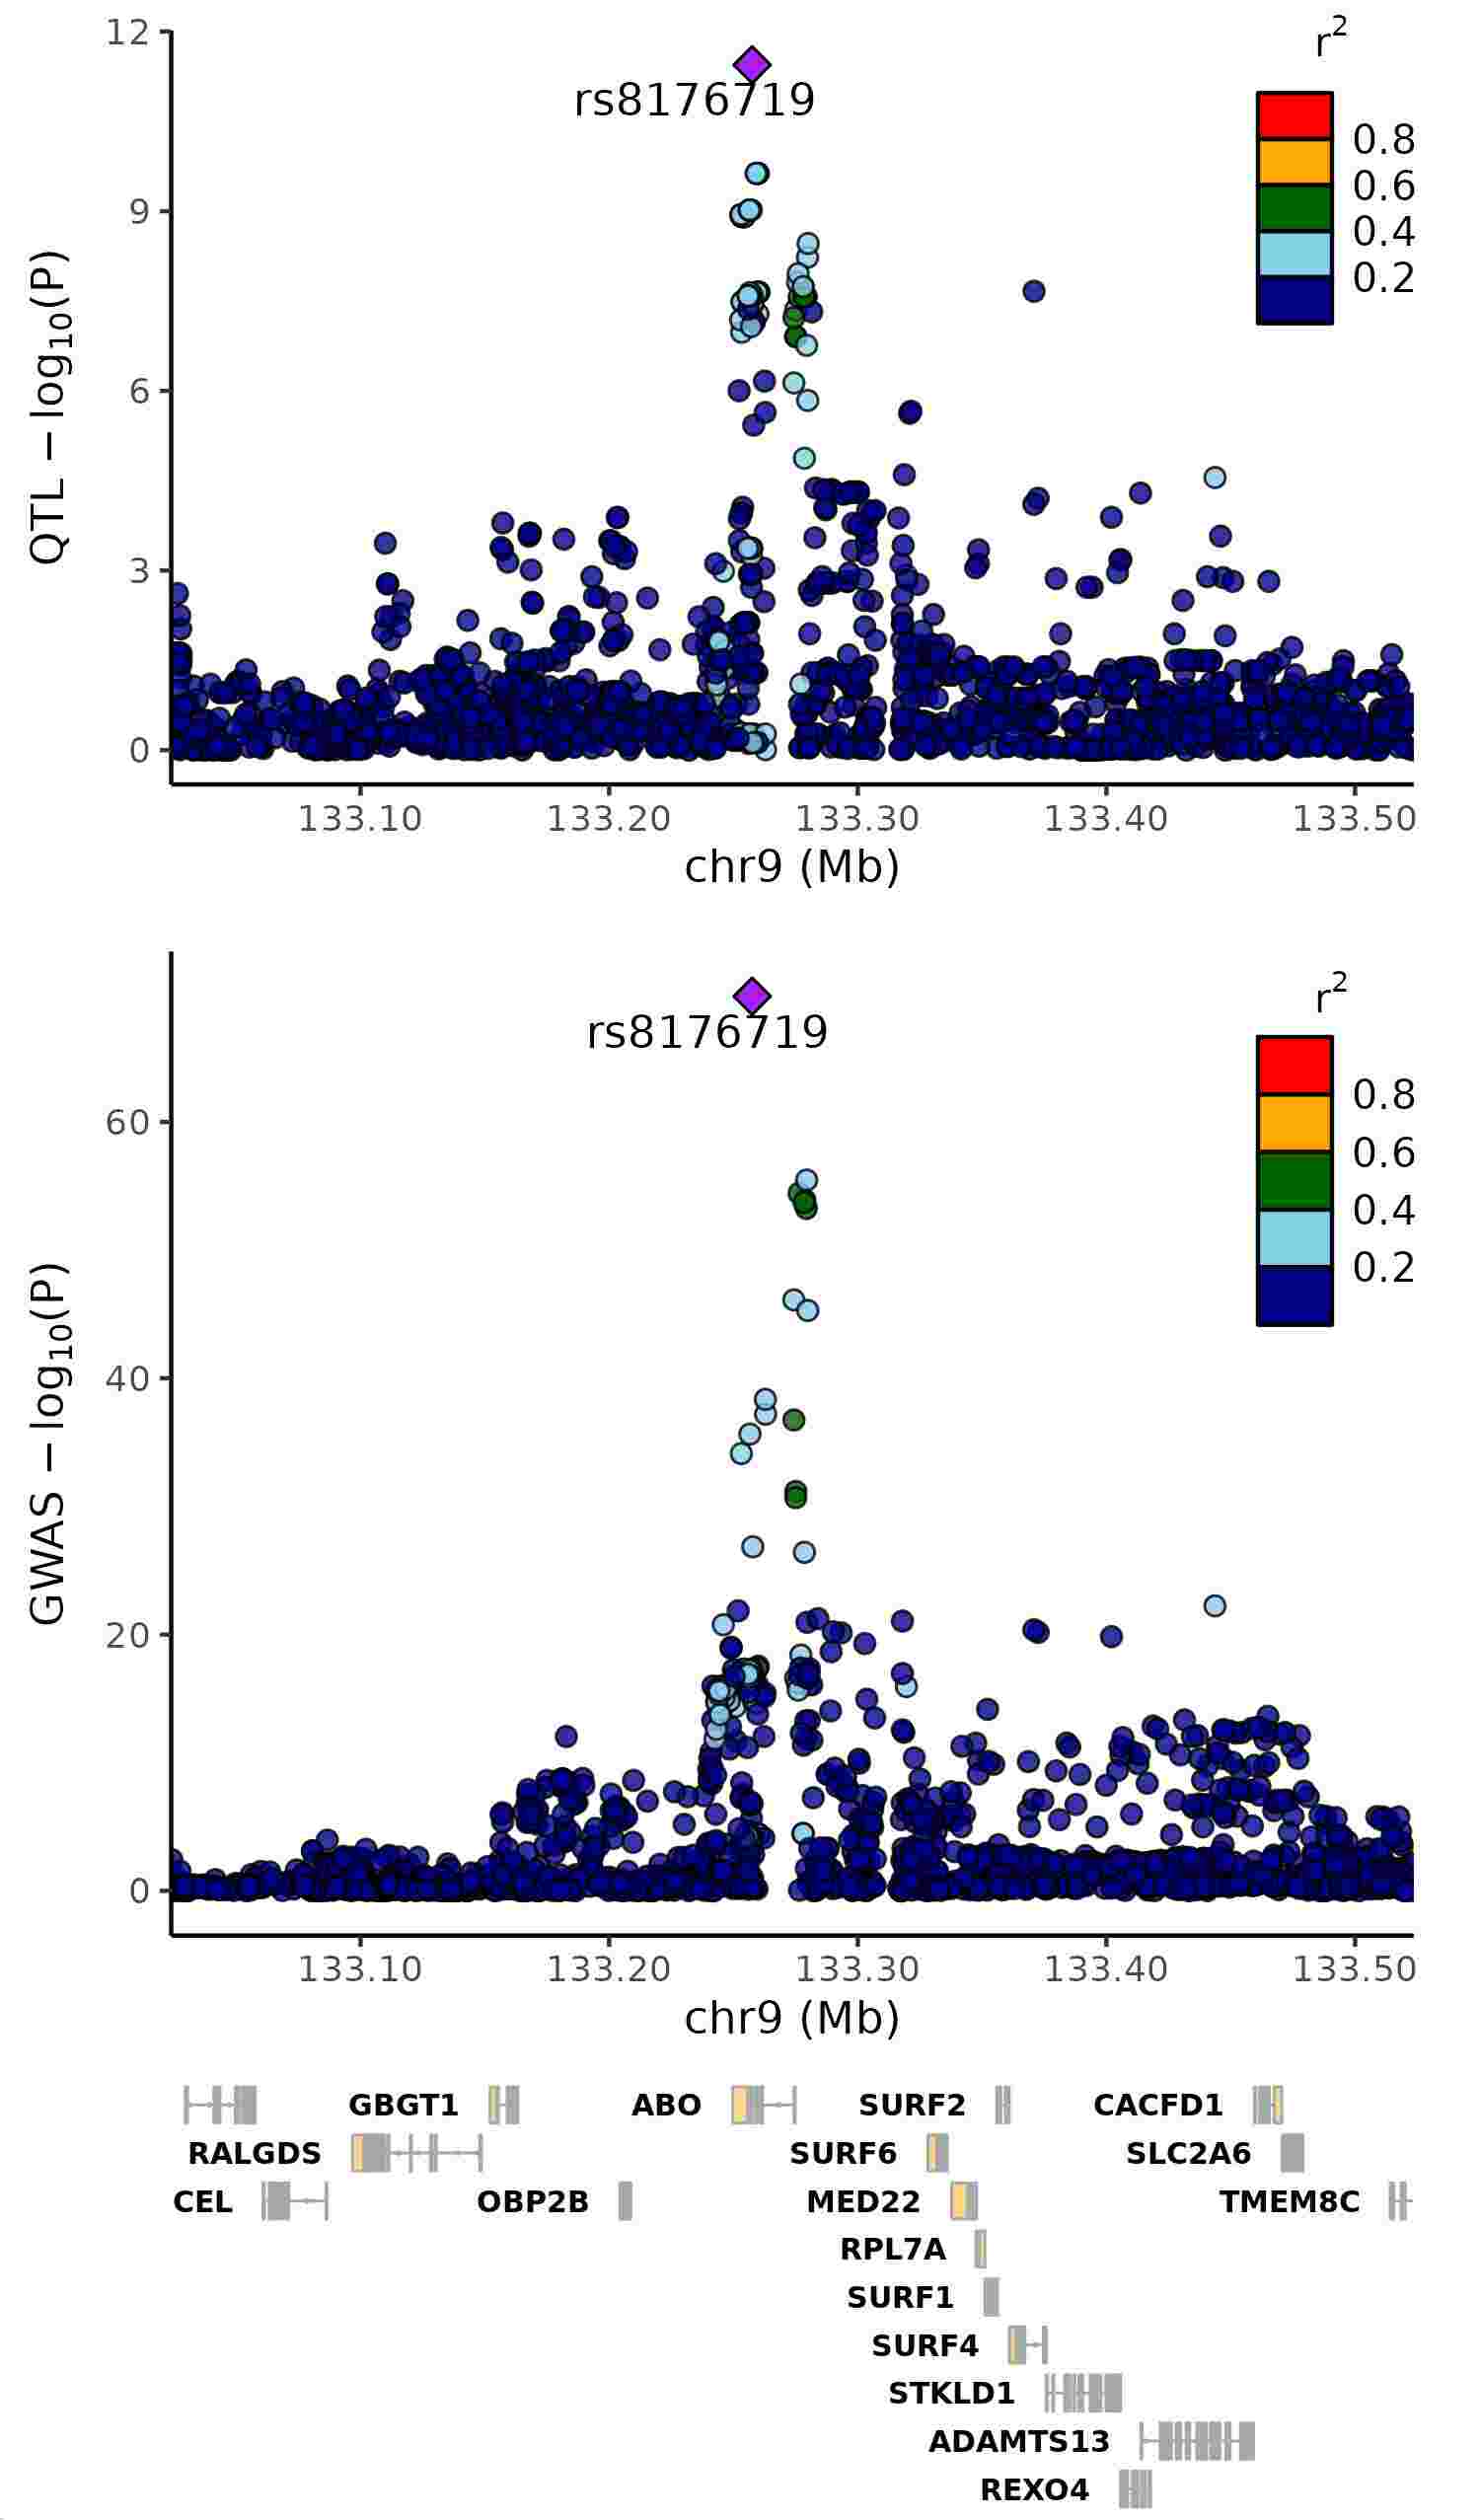 12
r2
rs8176719
0.8
0.6
0.4
0.2
9
6
3
0
QTL −log10(P)
133.10 133.20 133.30 133.40 133.50
chr9 (Mb)
r2
rs8176719
0.8
0.6
0.4
0.2
60
40
20
0
GWAS −log10(P)
133.10 133.20 133.30 133.40 133.50
chr9 (Mb)
GBGT1 ABO SURF2 CACFD1
RALGDS SURF6 SLC2A6
CEL OBP2B MED22 TMEM8C
RPL7A
SURF1
SURF4
STKLD1
ADAMTS13
REXO4